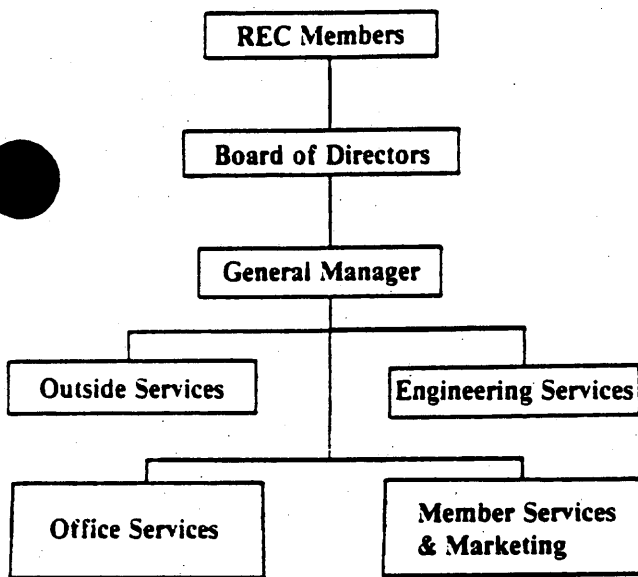 REC Members
Board of Directors
General Manager
Outside Services
Engineering Services
Office Services
Member Services
& Marketing